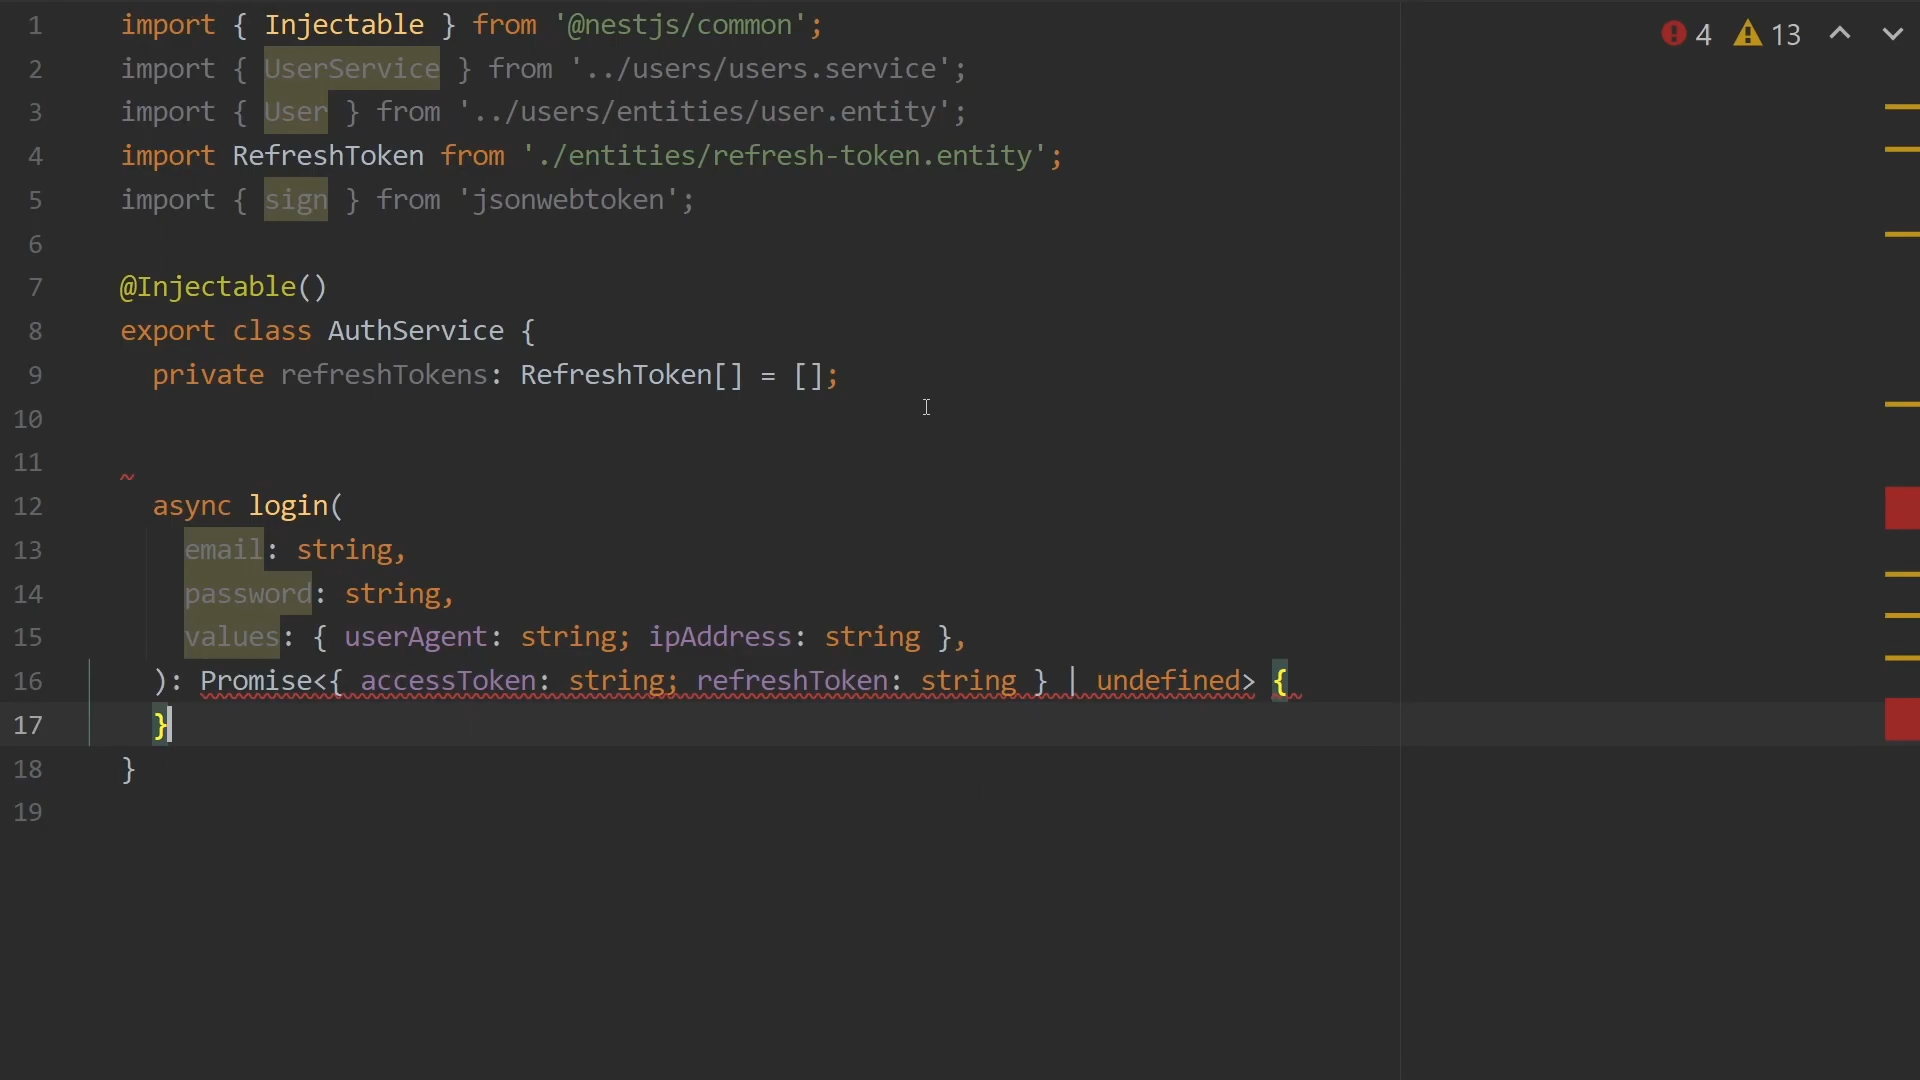 4 13
1 import { Injectable } from '@nestjs/common';
2 import { UserService } from '../users/users.service';
3 import { User } from '../users/entities/user.entity';
4 import RefreshToken from './entities/refresh-token.entity';
5 import { sign } from 'jsonwebtoken';
6
7 @Injectable()
8 export class AuthService {
9 private refreshTokens: RefreshToken[] = [];
10
11
12 async login(
13 email: string,
14 password: string,
15 values: { userAgent: string; ipAddress: string },
16 ): Promise<{ accessToken: string; refreshToken: string } | undefined> {
17 }
18 }
19